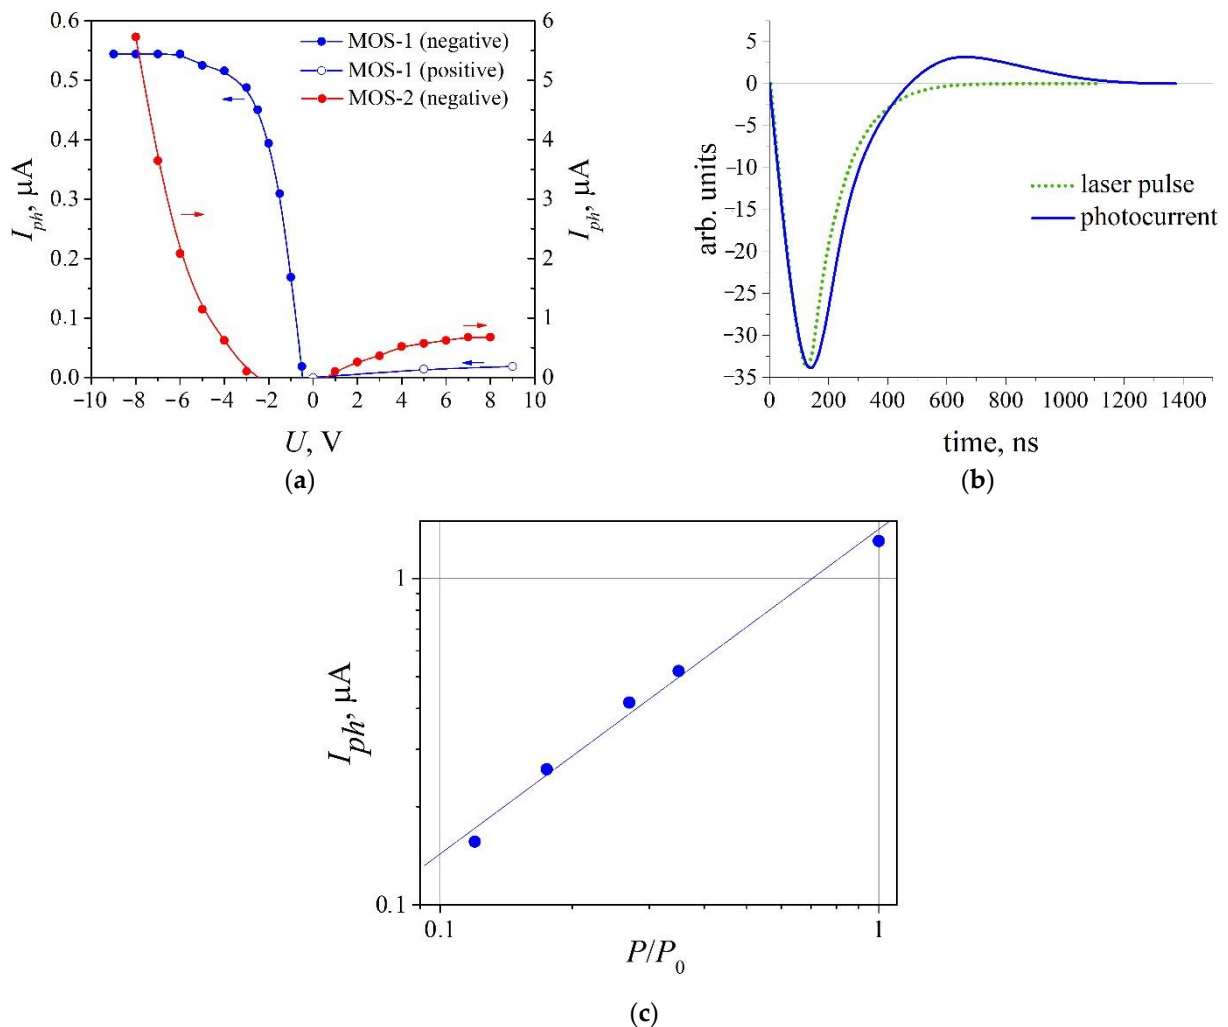 0.6
0.5
0.4
0.3
0.2
0.1
0.0
I_ph, µA
6
5
4
3
2
1
0
I_ph, µA
MOS-1 (negative)
MOS-1 (positive)
MOS-2 (negative)
−10 −8 −6 −4 −2 0 2 4 6 8 10
U, V
(a)
5
0
−5
−10
−15
−20
−25
−30
−35
arb. units
laser pulse
photocurrent
0 200 400 600 800 1000 1200 1400
time, ns
(b)
1
0.1
I_ph, µA
0.1 1
P/P₀
(c)